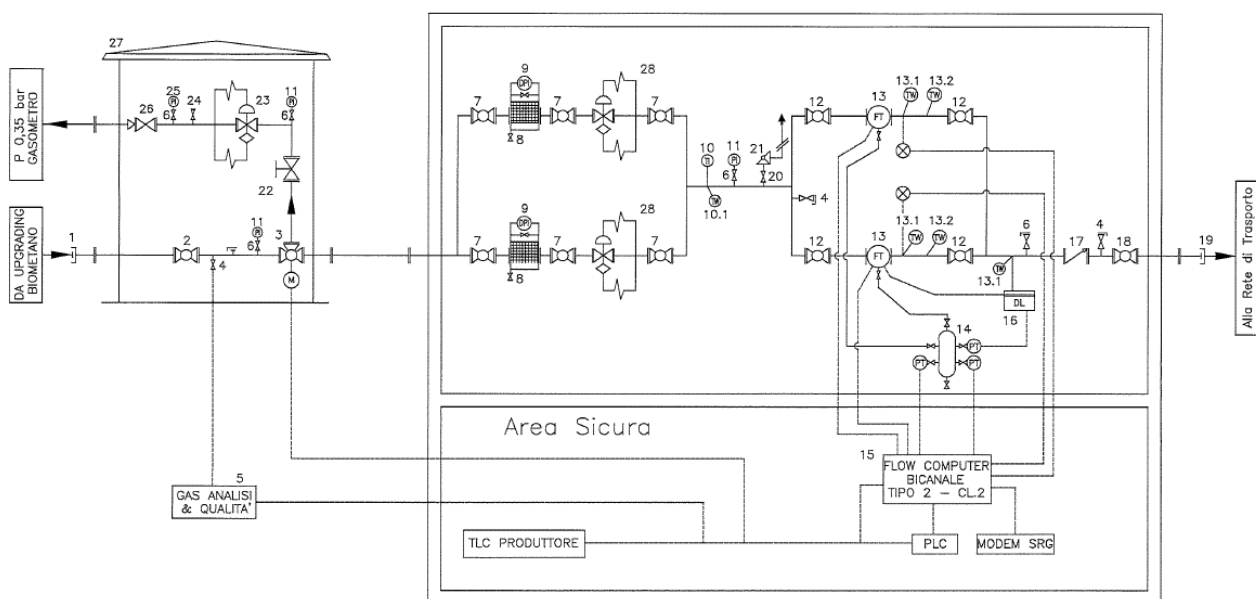 27
P 0,35 bar
GASOMETRO
26
25
PI
6
24
23
11
PI
6
22
DA UPGRADING
BIOMETANO
1
2
4
11
PI
6
3
M
5
GAS ANALISI
& QUALITA'
7
9
DPI
8
7
28
7
7
9
DPI
8
7
28
7
10
TI
TW
10.1
11
PI
6
21
20
4
12
13
FT
13.1
TW
13.2
TW
12
12
13
FT
13.1
TW
13.2
TW
12
6
TW
13.1
17
4
18
19
Alla Rete di Trasporto
DL
16
14
PT
PT
PT
Area Sicura
15
FLOW COMPUTER
BICANALE
TIPO 2 - CL.2
TLC PRODUTTORE
PLC
MODEM SRG